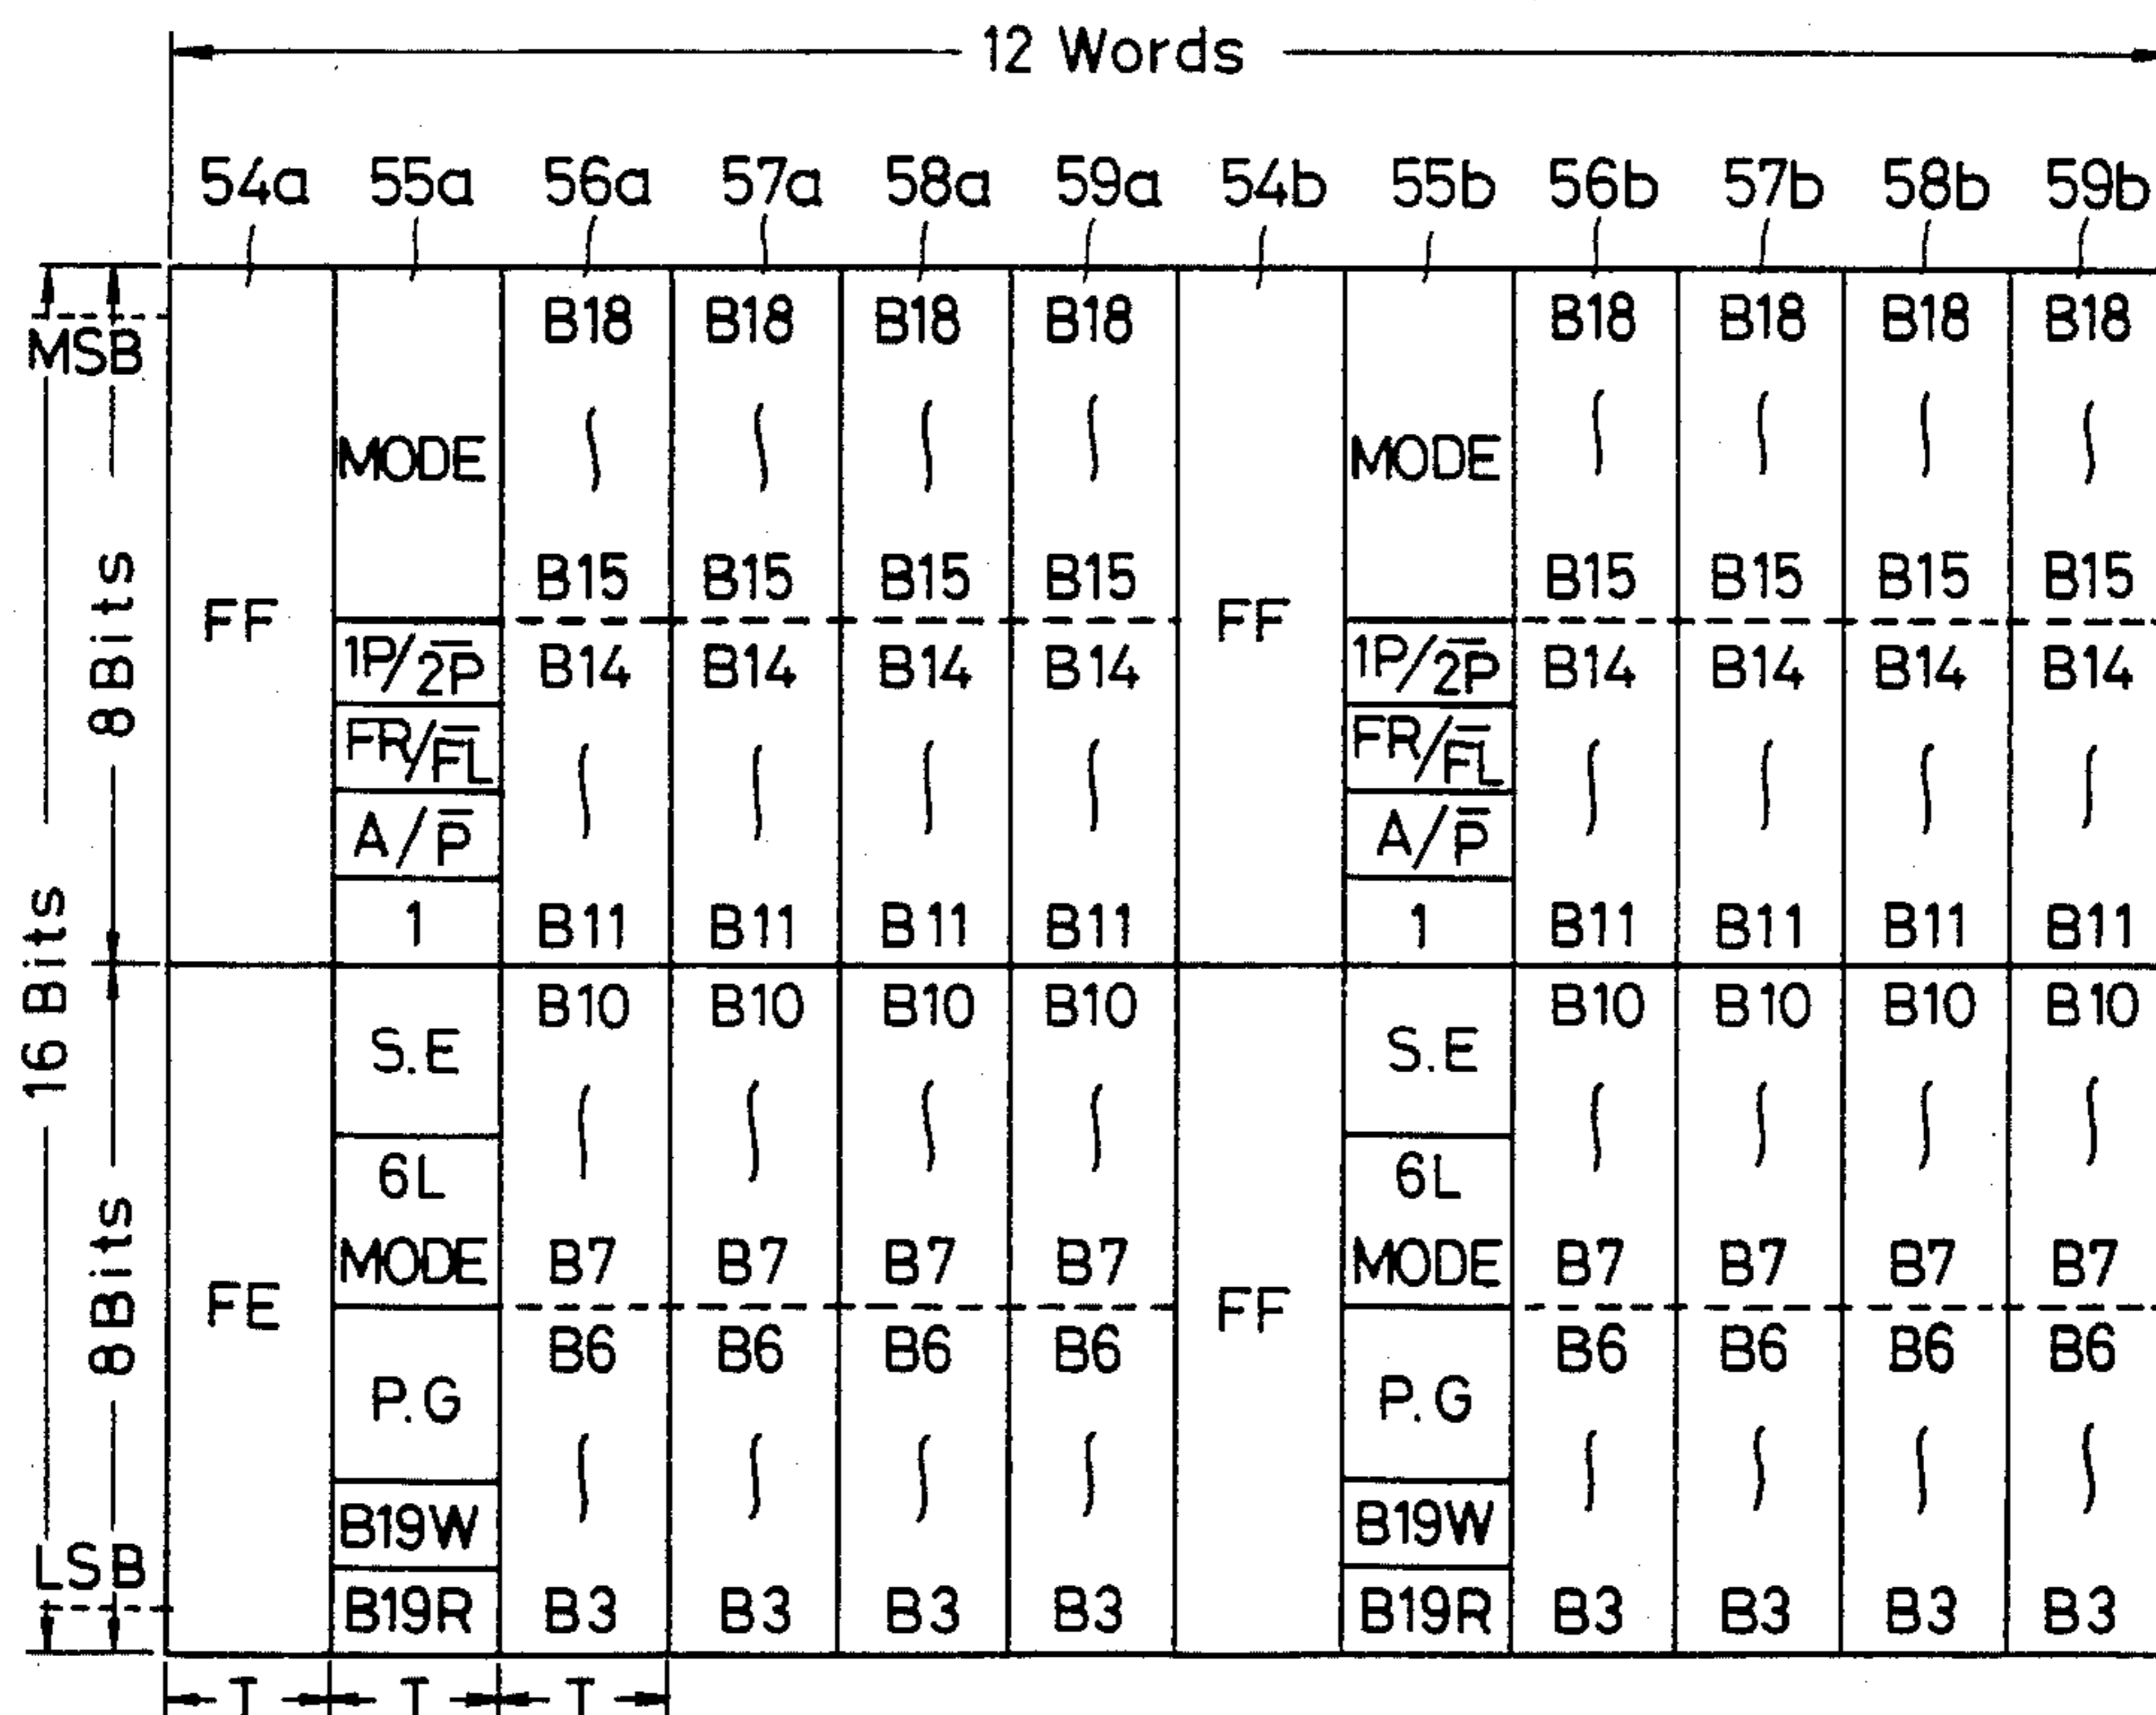 12 Words
54a 55a 56a 57a 58a 59a 54b 55b 56b 57b 58b 59b
MSB
B18 B18 B18 B18 B18 B18 B18 B18
MODE MODE
B15 B15 B15 B15 B15 B15 B15 B15
FF FF
1P/2P̅ B14 B14 B14 B14 1P/2P̅ B14 B14 B14 B14
FR/F̅L̅ FR/F̅L̅
A/P̅ A/P̅
1 B11 B11 B11 B11 1 B11 B11 B11 B11
8 Bits
16 Bits
B10 B10 B10 B10 B10 B10 B10 B10
S.E S.E
6L 6L
MODE B7 B7 B7 B7 MODE B7 B7 B7 B7
FE FF
B6 B6 B6 B6 B6 B6 B6 B6
8 Bits
P.G P.G
B19W B19W
LSB
B19R B3 B3 B3 B3 B19R B3 B3 B3 B3
T T T